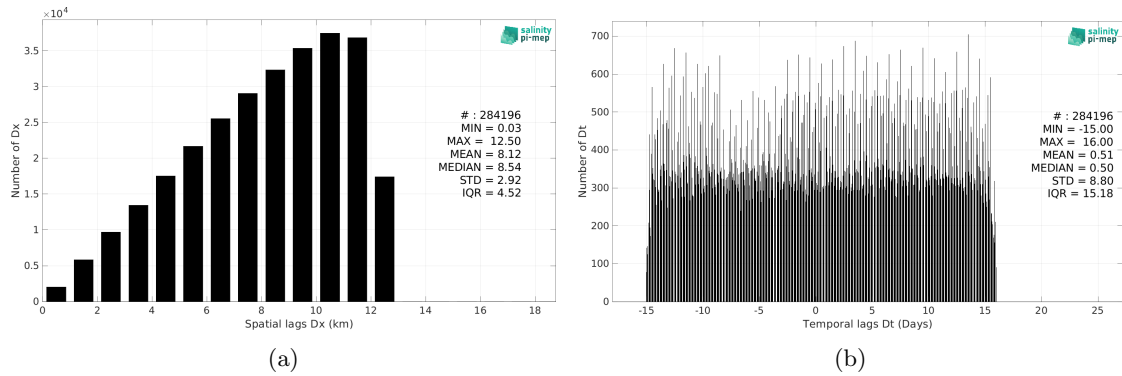 ×10⁴
3.5
3
2.5
2
1.5
1
0.5
0
0 2 4 6 8 10 12 14 16 18
Number of Dx
Spatial lags Dx (km)
salinity
pi-mep
# : 284196
MIN = 0.03
MAX = 12.50
MEAN = 8.12
MEDIAN = 8.54
STD = 2.92
IQR = 4.52
(a)
700
600
500
400
300
200
100
0
-15 -10 -5 0 5 10 15 20 25
Number of Dt
Temporal lags Dt (Days)
salinity
pi-mep
# : 284196
MIN = -15.00
MAX = 16.00
MEAN = 0.51
MEDIAN = 0.50
STD = 8.80
IQR = 15.18
(b)